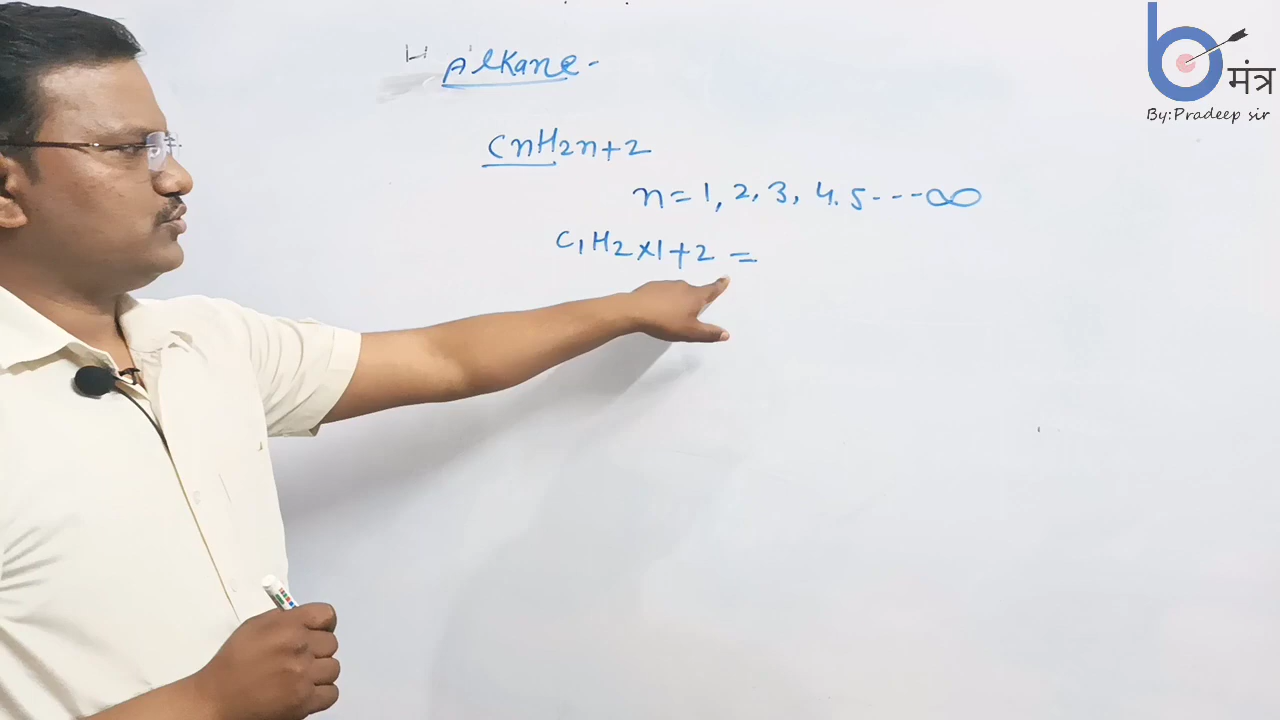 H Alkane -
CnH2n+2
n = 1, 2, 3, 4, 5 --- ∞
C1H2×1+2 =
b मंत्र
By:Pradeep sir